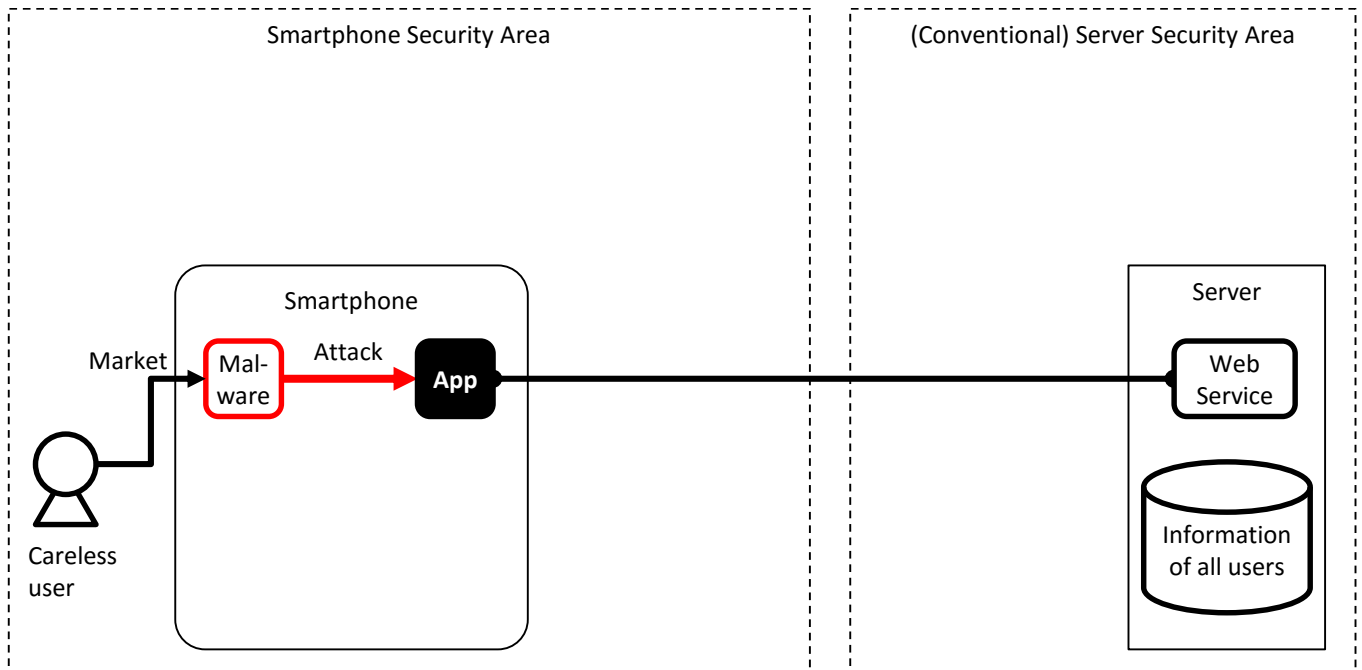 Smartphone Security Area
(Conventional) Server Security Area
Smartphone
Server
Market
Mal-
ware
Attack
App
Web
Service
Careless
user
Information
of all users